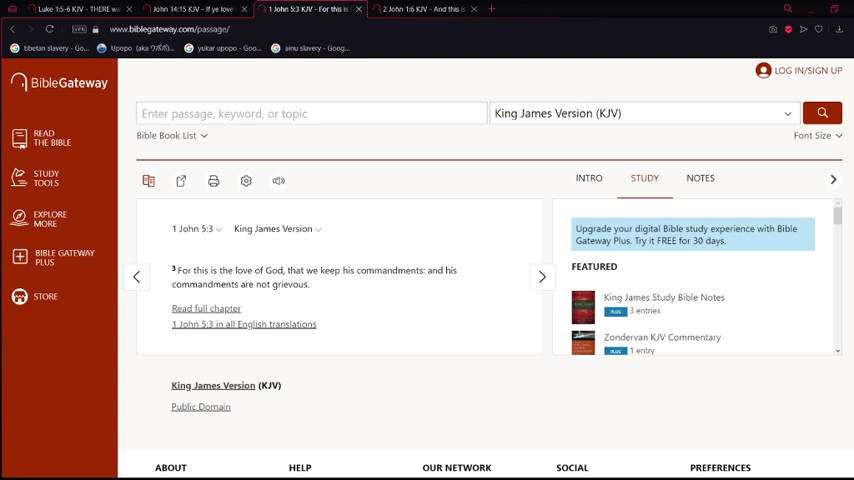 Luke 1:5-6 KJV - THERE w
John 14:15 KJV - If ye love
1 John 5:3 KJV - For this is
2 John 1:6 KJV - And this is
VPN
www.biblegateway.com/passage/
tibetan slavery - Go...
Upopo (aka ウポポ)...
yukar upopo - Goo...
ainu slavery - Goog...
BibleGateway
LOG IN/SIGN UP
Enter passage, keyword, or topic
King James Version (KJV)
Bible Book List
Font Size
READ
THE BIBLE
STUDY
TOOLS
EXPLORE
MORE
BIBLE GATEWAY
PLUS
STORE
INTRO
STUDY
NOTES
1 John 5:3
King James Version
3 For this is the love of God, that we keep his commandments: and his
commandments are not grievous.
Read full chapter
1 John 5:3 in all English translations
Upgrade your digital Bible study experience with Bible
Gateway Plus. Try it FREE for 30 days.
FEATURED
King James Study Bible Notes
PLUS 3 entries
Zondervan KJV Commentary
PLUS 1 entry
King James Version (KJV)
Public Domain
ABOUT
HELP
OUR NETWORK
SOCIAL
PREFERENCES